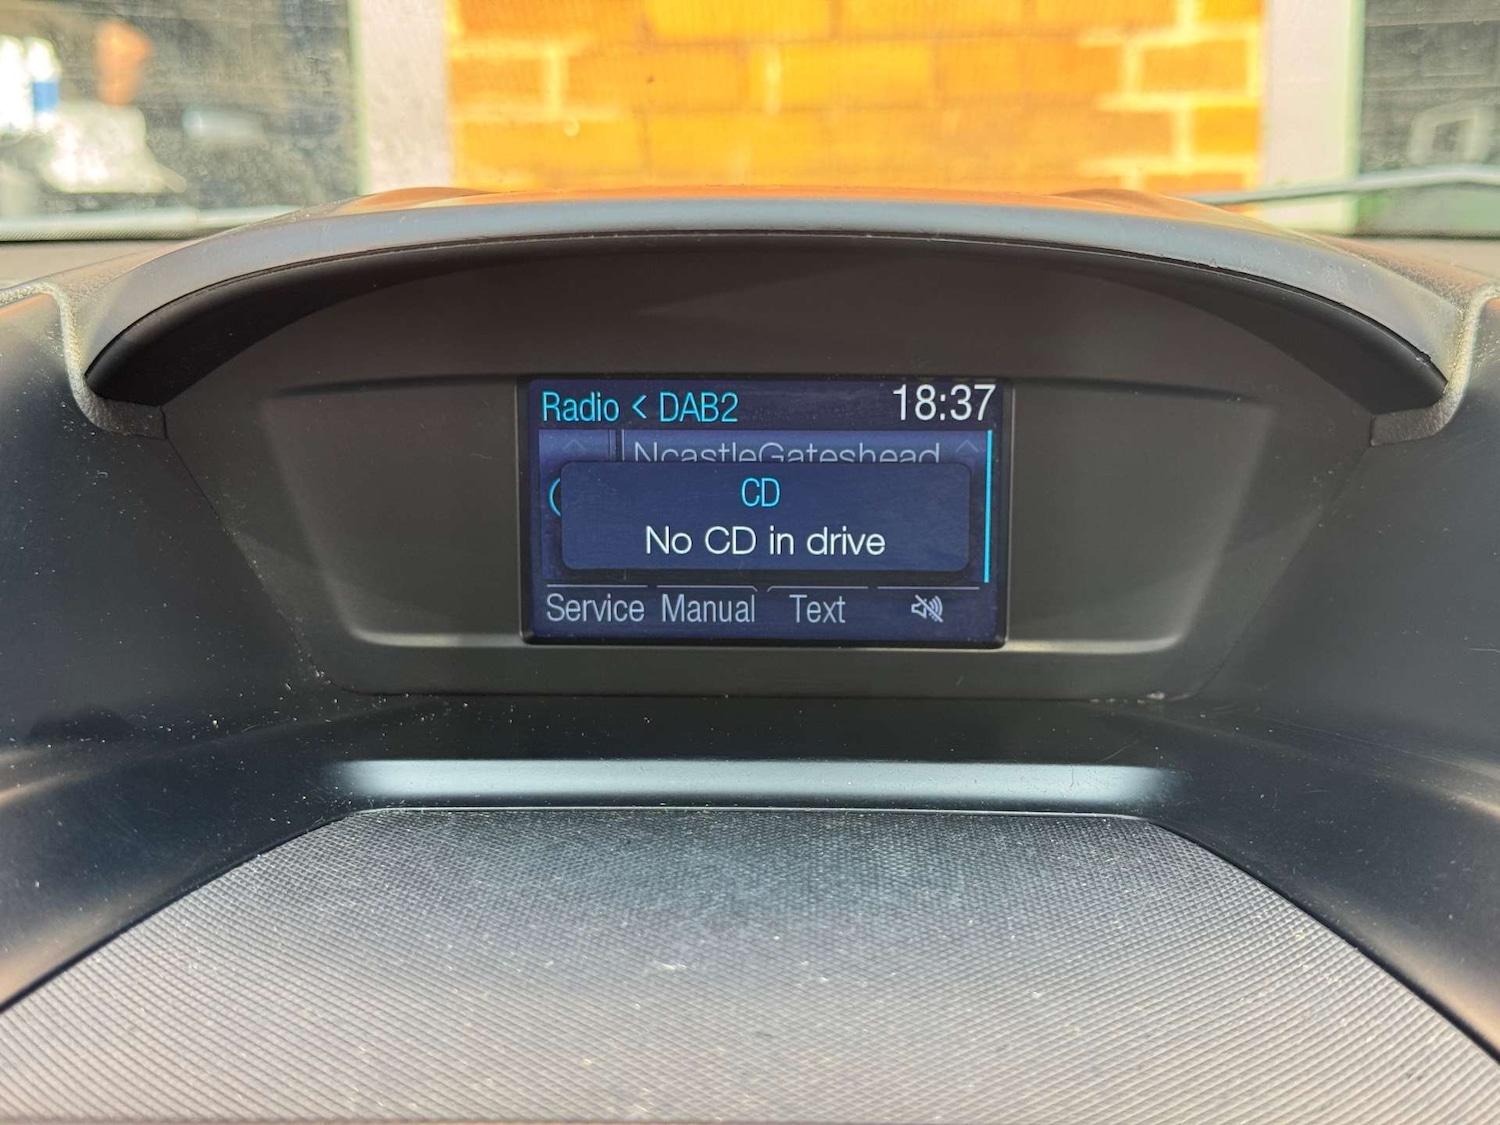 Radio < DAB2 18:37
NcastleGateshead
CD
No CD in drive
Service Manual Text